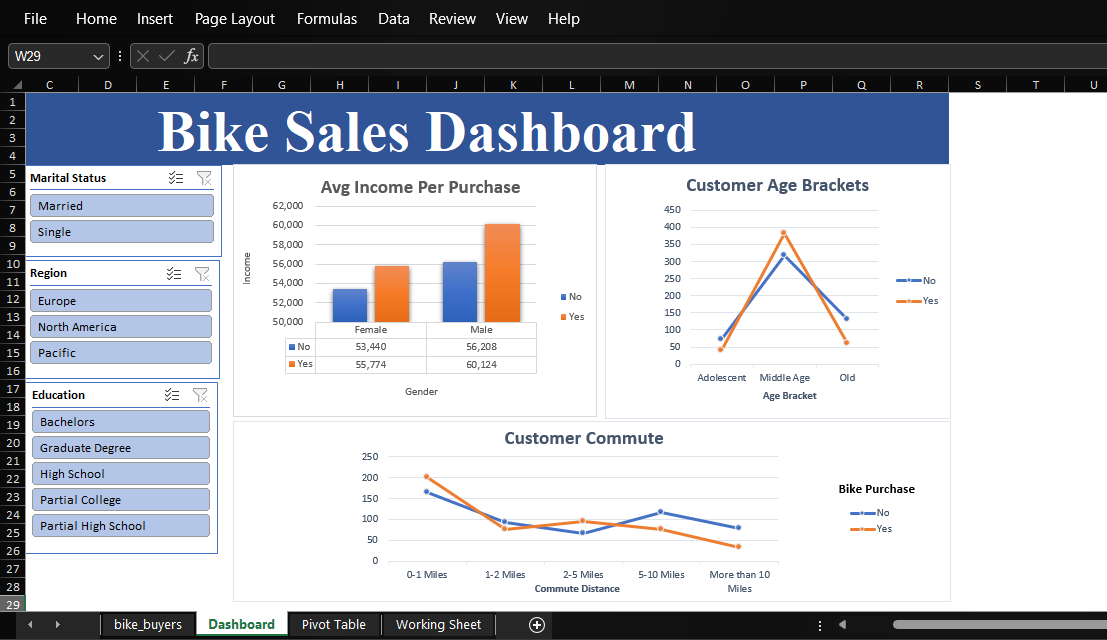 File Home Insert Page Layout Formulas Data Review View Help
W29 fx
C D E F G H I J K L M N O P Q R S T U
1
2
3
4
5
6
7
8
9
10
11
12
13
14
15
16
17
18
19
20
21
22
23
24
25
26
27
28
29
Bike Sales Dashboard
Marital Status
Married
Single
Region
Europe
North America
Pacific
Education
Bachelors
Graduate Degree
High School
Partial College
Partial High School
Avg Income Per Purchase
Income
62,000
60,000
58,000
56,000
54,000
52,000
50,000
Female Male
No 53,440 56,208
Yes 55,774 60,124
Gender
No
Yes
Customer Age Brackets
450
400
350
300
250
200
150
100
50
0
Adolescent Middle Age Old
Age Bracket
No
Yes
Customer Commute
250
200
150
100
50
0
0-1 Miles 1-2 Miles 2-5 Miles 5-10 Miles More than 10
Miles
Commute Distance
Bike Purchase
No
Yes
bike_buyers Dashboard Pivot Table Working Sheet